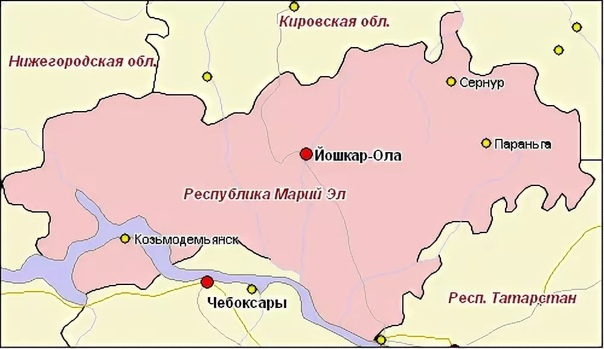 Кировская обл.
Нижегородская обл.
Сернур
Параньга
Йошкар-Ола
Республика Марий Эл
Козьмодемьянск
Чебоксары
Респ. Татарстан